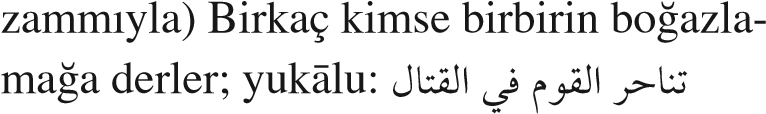 zammıyla) Birkaç kimse birbirin boğazla-
mağa derler; yukālu: تناحر القوم في القتال